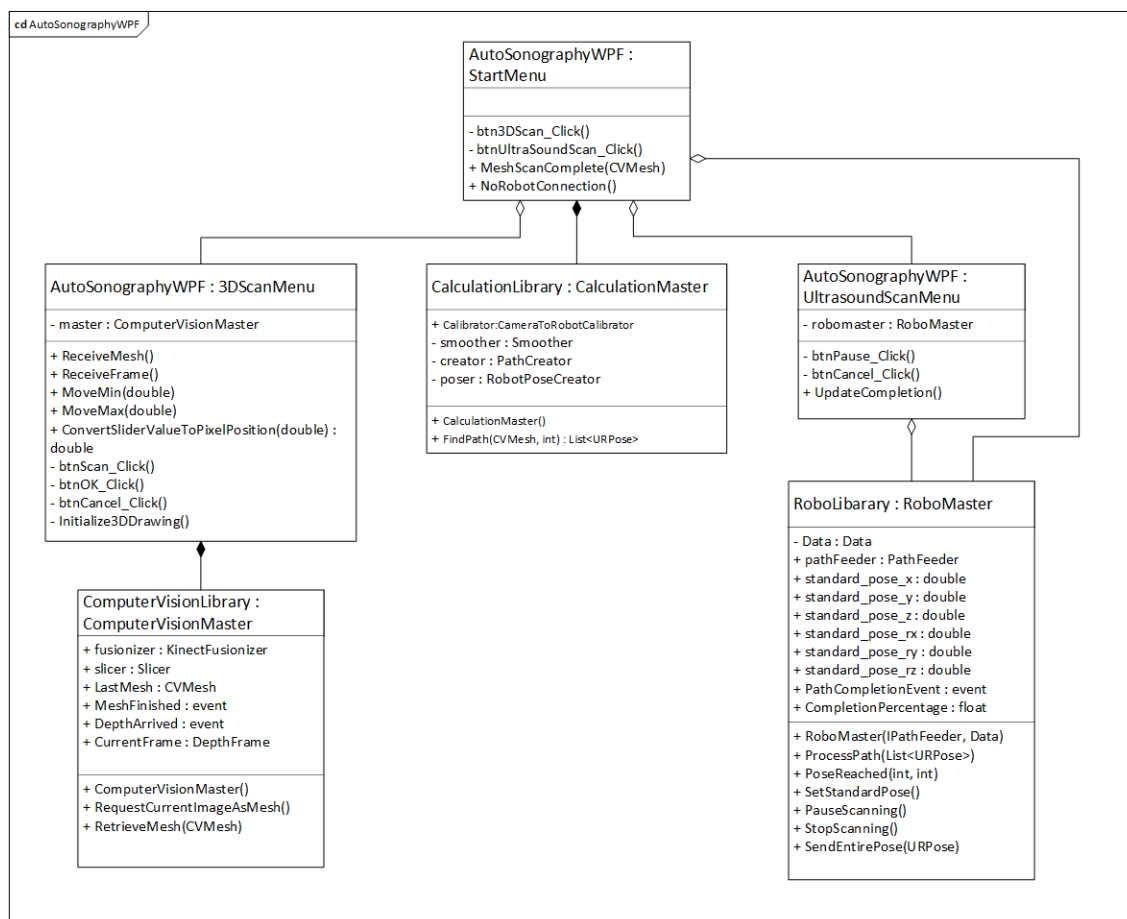 cd AutoSonographyWPF
AutoSonographyWPF :
StartMenu
- btn3DScan_Click()
- btnUltraSoundScan_Click()
+ MeshScanComplete(CVMesh)
+ NoRobotConnection()
AutoSonographyWPF : 3DScanMenu
- master : ComputerVisionMaster
+ ReceiveMesh()
+ ReceiveFrame()
+ MoveMin(double)
+ MoveMax(double)
+ ConvertSliderValueToPixelPosition(double) :
double
- btnScan_Click()
- btnOK_Click()
- btnCancel_Click()
- Initialize3DDrawing()
CalculationLibrary : CalculationMaster
+ Calibrator:CameraToRobotCalibrator
- smoother : Smoother
- creator : PathCreator
- poser : RobotPoseCreator
+ CalculationMaster()
+ FindPath(CVMesh, int) : List<URPose>
AutoSonographyWPF :
UltrasoundScanMenu
- robomaster : RoboMaster
- btnPause_Click()
- btnCancel_Click()
+ UpdateCompletion()
ComputerVisionLibrary :
ComputerVisionMaster
+ fusionizer : KinectFusionizer
+ slicer : Slicer
+ LastMesh : CVMesh
+ MeshFinished : event
+ DepthArrived : event
+ CurrentFrame : DepthFrame
+ ComputerVisionMaster()
+ RequestCurrentImageAsMesh()
+ RetrieveMesh(CVMesh)
RoboLibarary : RoboMaster
- Data : Data
+ pathFeeder : PathFeeder
+ standard_pose_x : double
+ standard_pose_y : double
+ standard_pose_z : double
+ standard_pose_rx : double
+ standard_pose_ry : double
+ standard_pose_rz : double
+ PathCompletionEvent : event
+ CompletionPercentage : float
+ RoboMaster(IPathFeeder, Data)
+ ProcessPath(List<URPose>)
+ PoseReached(int, int)
+ SetStandardPose()
+ PauseScanning()
+ StopScanning()
+ SendEntirePose(URPose)